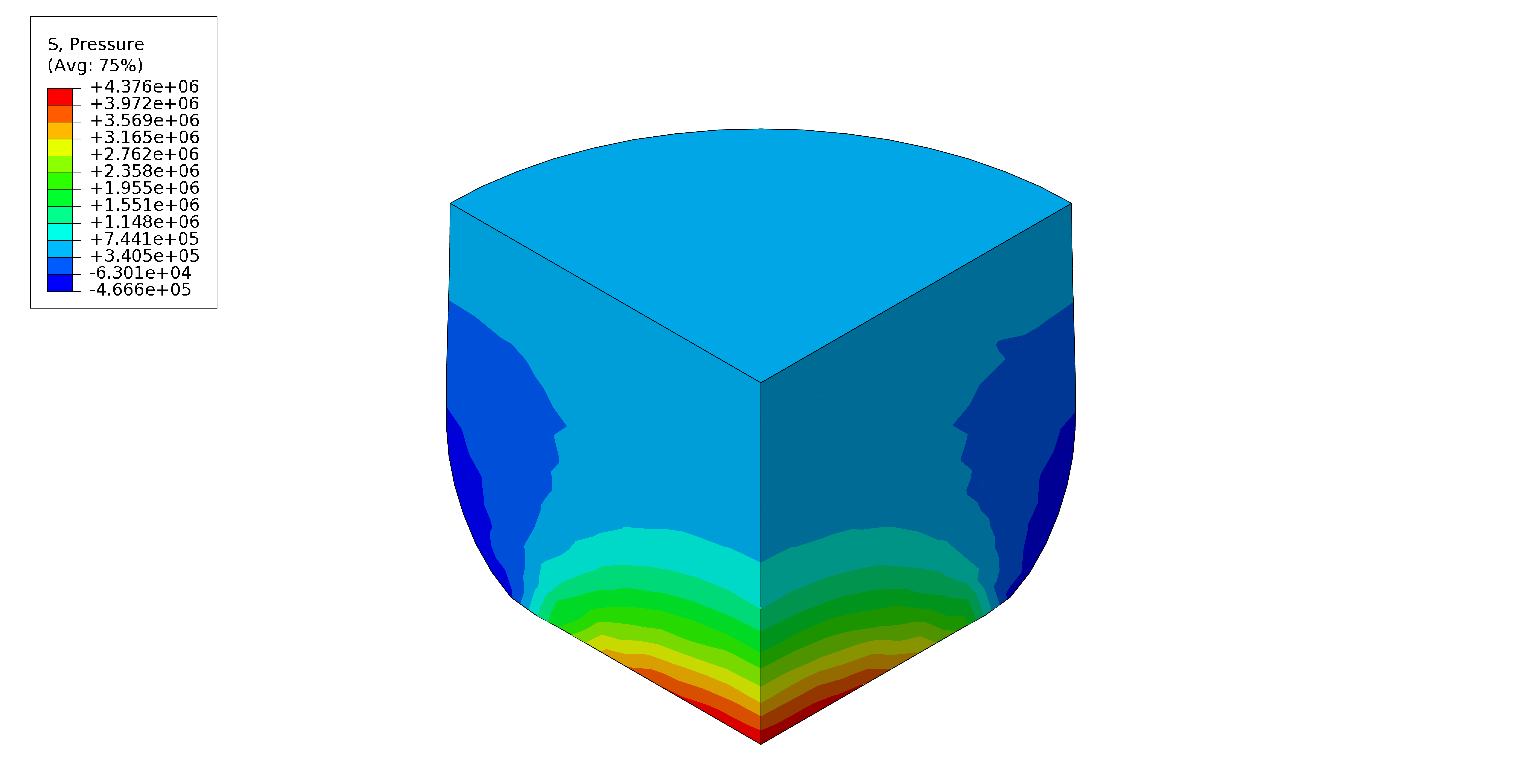 S, Pressure
(Avg: 75%)
+4.376e+06
+3.972e+06
+3.569e+06
+3.165e+06
+2.762e+06
+2.358e+06
+1.955e+06
+1.551e+06
+1.148e+06
+7.441e+05
+3.405e+05
-6.301e+04
-4.666e+05